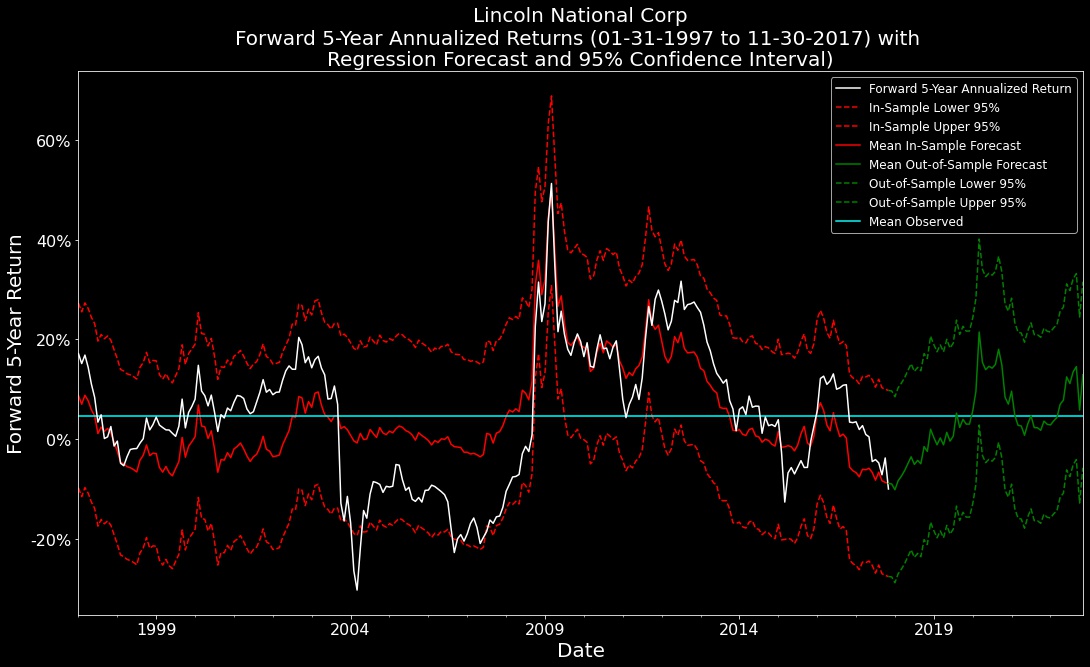 Lincoln National Corp
Forward 5-Year Annualized Returns (01-31-1997 to 11-30-2017) with
Regression Forecast and 95% Confidence Interval)
Forward 5-Year Annualized Return
In-Sample Lower 95%
In-Sample Upper 95%
Mean In-Sample Forecast
Mean Out-of-Sample Forecast
Out-of-Sample Lower 95%
Out-of-Sample Upper 95%
Mean Observed
Forward 5-Year Return
60%
40%
20%
0%
-20%
1999
2004
2009
2014
2019
Date